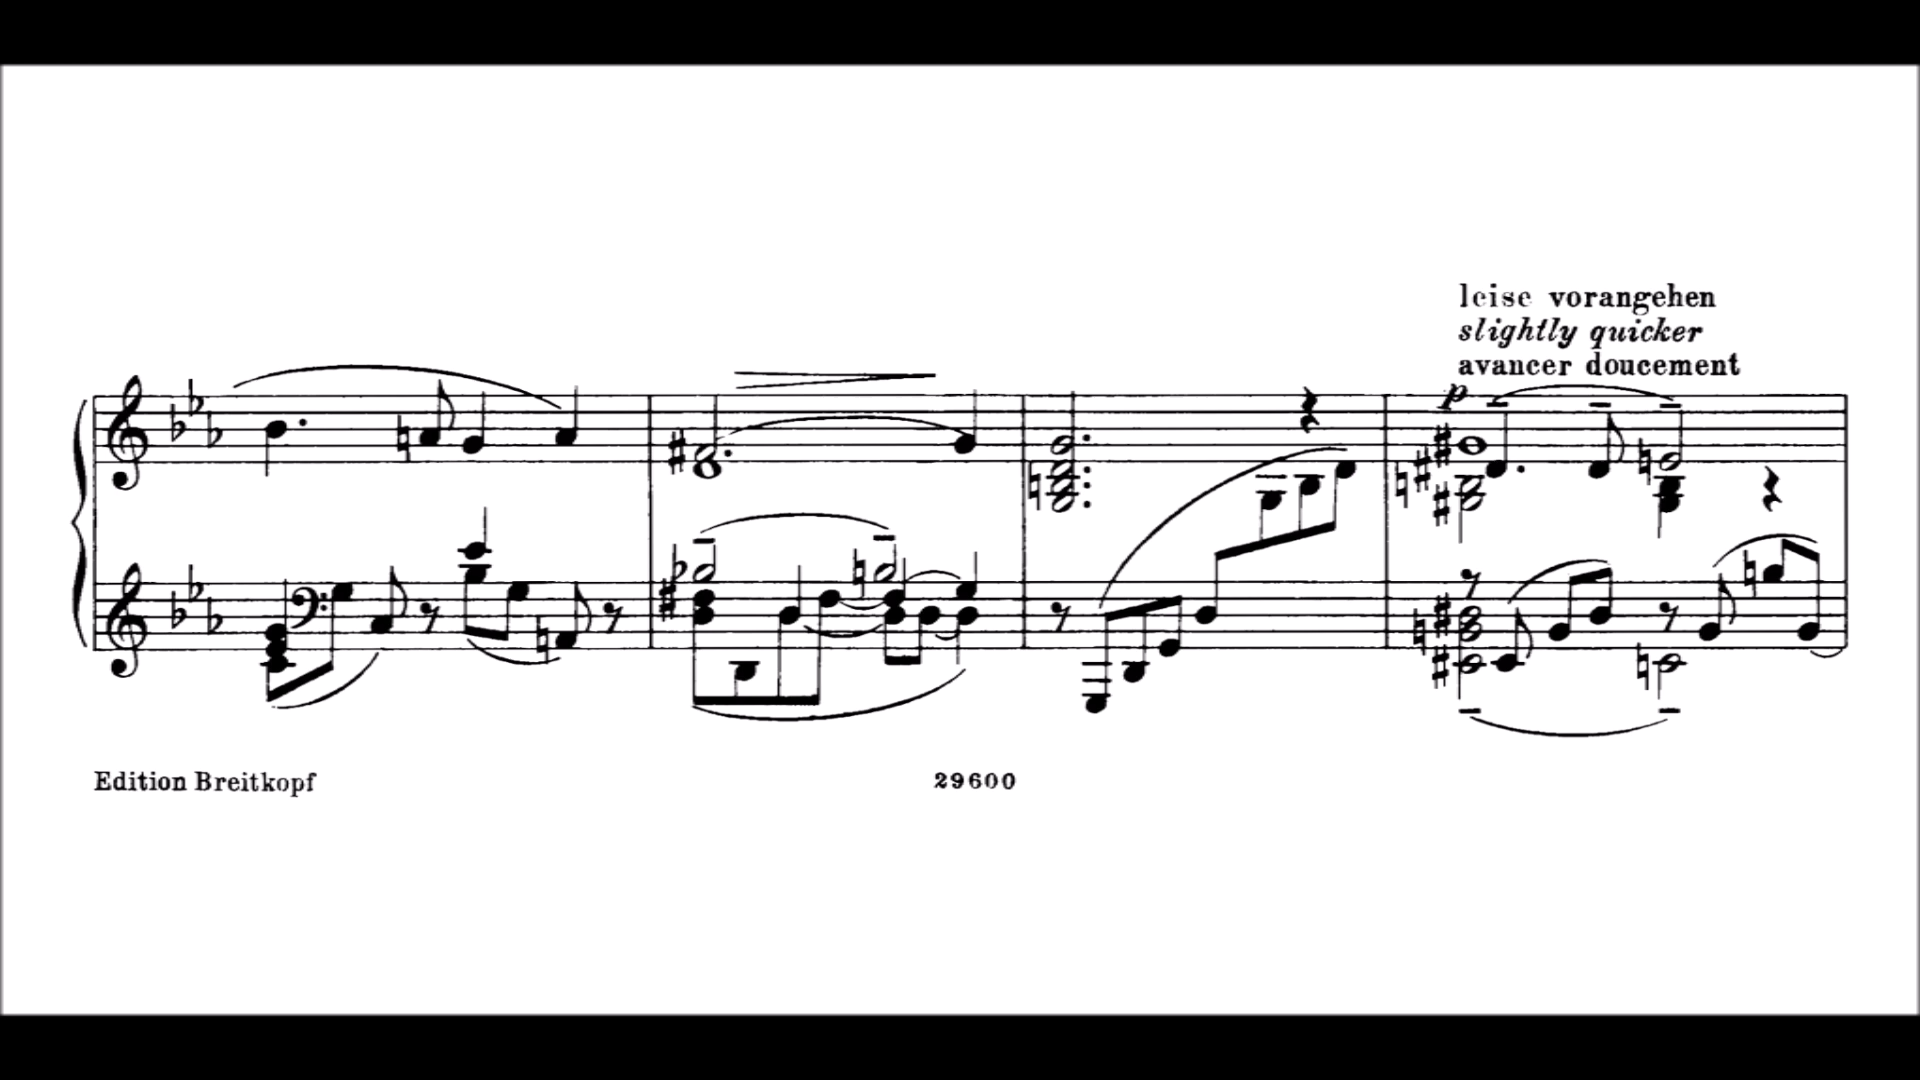 leise vorangehen
slightly quicker
avancer doucement
p
Edition Breitkopf
29600